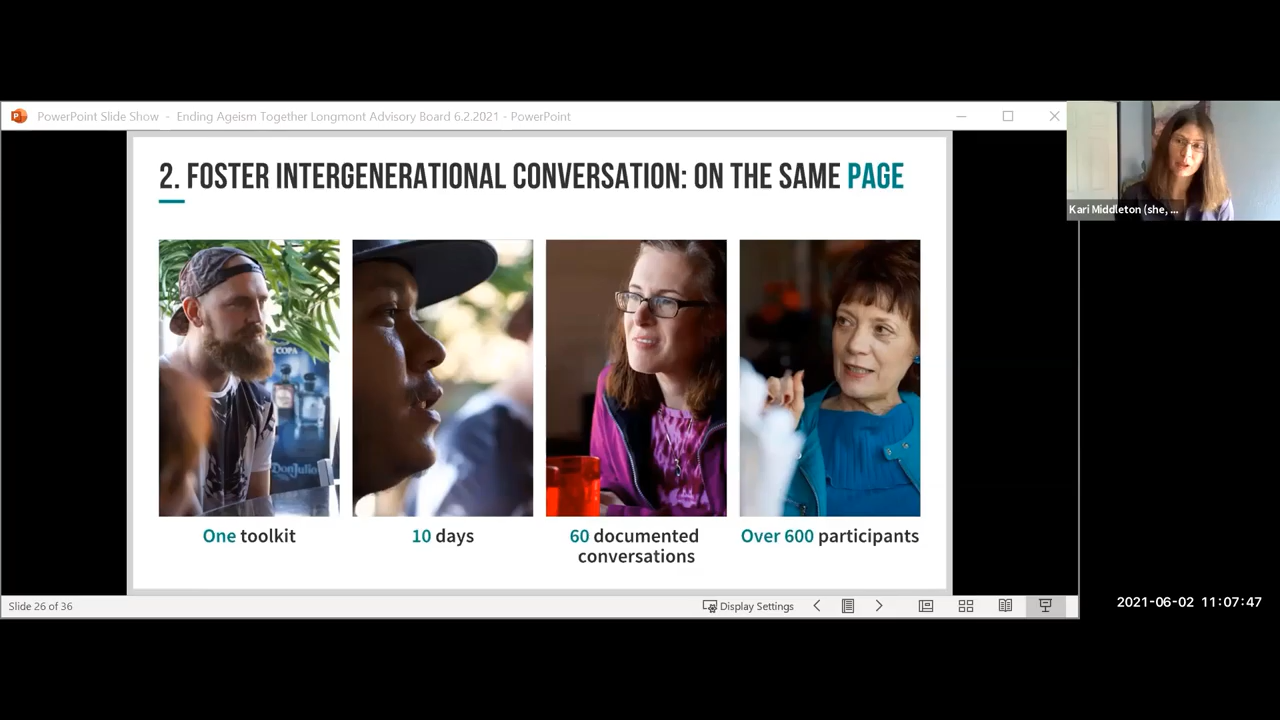 PowerPoint Slide Show - Ending Ageism Together Longmont Advisory Board 6.2.2021 - PowerPoint
2. FOSTER INTERGENERATIONAL CONVERSATION: ON THE SAME PAGE
Kari Middleton (she, ...
COPA
DonJulio
One toolkit
10 days
60 documented
conversations
Over 600 participants
Slide 26 of 36
Display Settings
2021-06-02 11:07:47